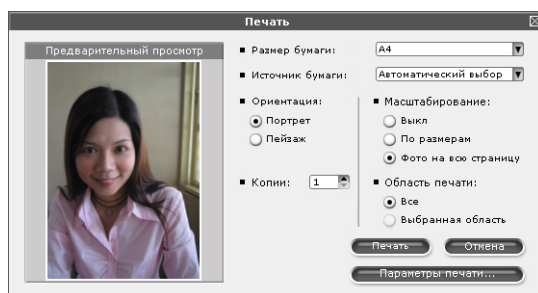 Печать
Предварительный просмотр
Размер бумаги:
A4
Источник бумаги:
Автоматический выбор
Ориентация:
Портрет
Пейзаж
Масштабирование:
Выкл
По размерам
Фото на всю страницу
Копии:
1
Область печати:
Все
Выбранная область
Печать
Отмена
Параметры печати...